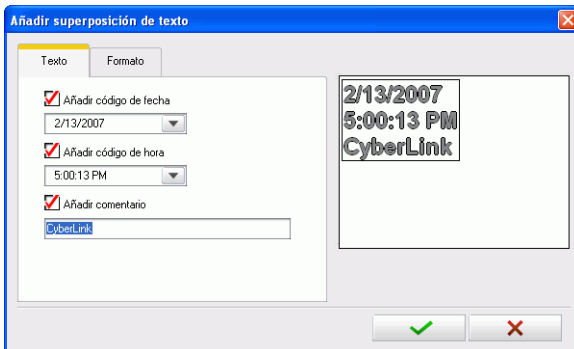 Añadir superposición de texto
Texto
Formato
Añadir código de fecha
2/13/2007
Añadir código de hora
5:00:13 PM
Añadir comentario
CyberLink
2/13/2007
5:00:13 PM
CyberLink